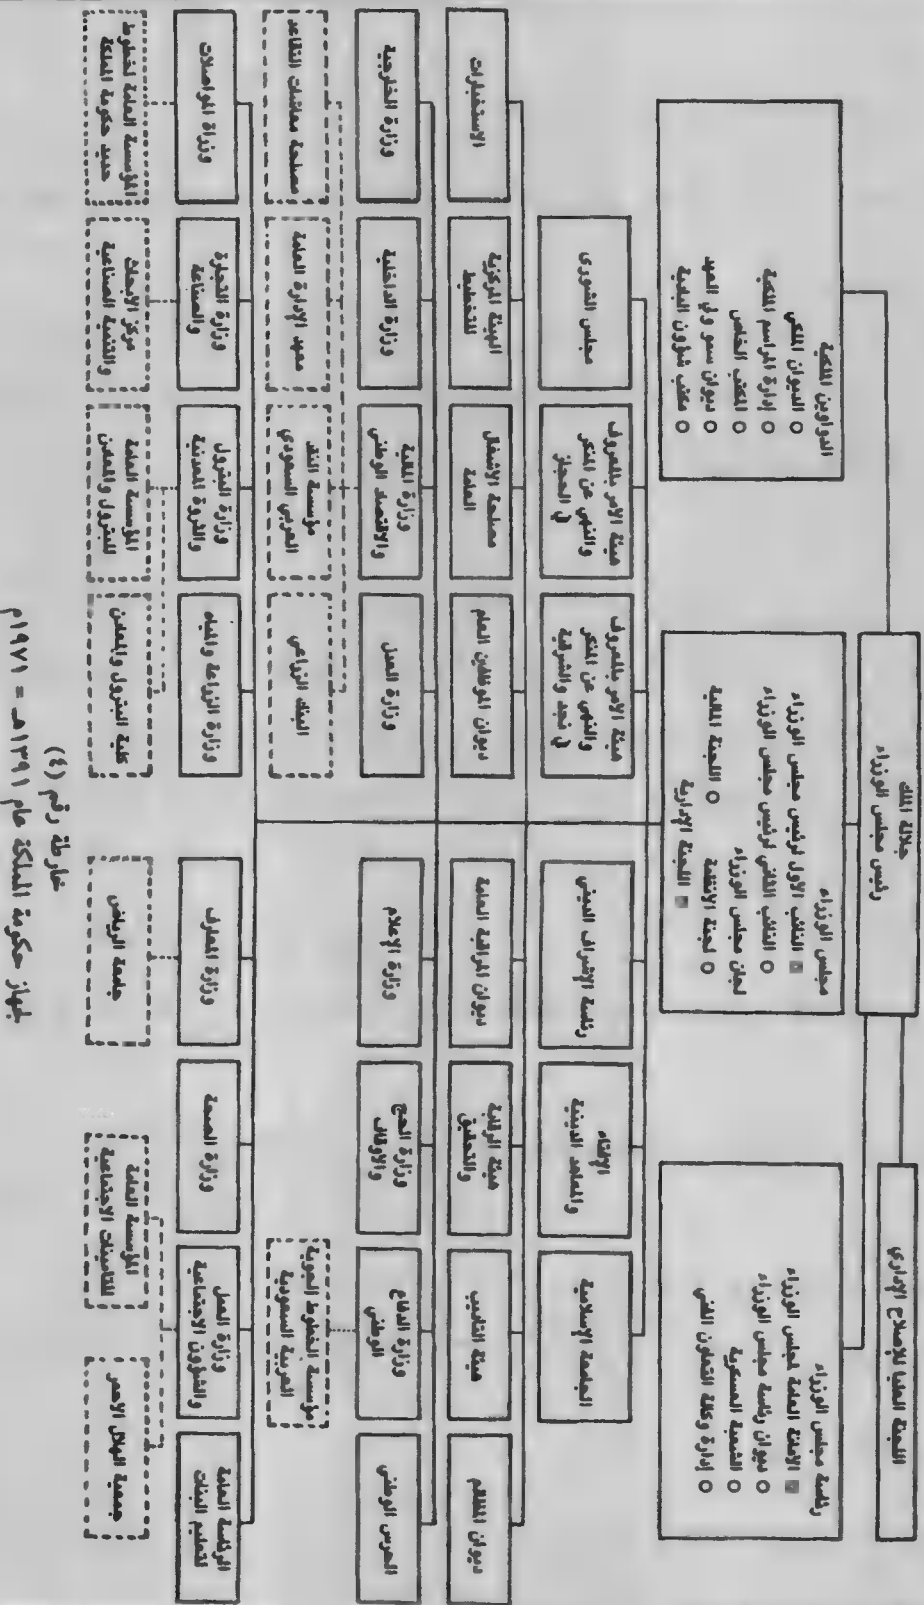 جلالة الملك
رئيس مجلس الوزراء
اللجنة العليا للإصلاح الإداري
رئاسة مجلس الوزراء
الأمانة العامة لمجلس الوزراء
ديوان رئاسة مجلس الوزراء
الشعبة العسكرية
إدارة وكالة التعاون الفني
مجلس الوزراء
النائب الأول لرئيس مجلس الوزراء
النائب الثاني لرئيس مجلس الوزراء
لجان مجلس الوزراء
لجنة الأنظمة
اللجنة المالية
اللجنة الإدارية
الدواوين الملكية
الديوان الملكي
إدارة المراسم الملكية
المكتب الخاص
ديوان سمو ولي العهد
مكتب شؤون البادية
الجامعة الإسلامية
الإفتاء
والمعاهد الدينية
رئاسة الإشراف الديني
هيئة الأمر بالمعروف
والنهي عن المنكر
في نجد والشرقية
هيئة الأمر بالمعروف
والنهي عن المنكر
في الحجاز
مجلس الشورى
ديوان المظالم
هيئة التأديب
هيئة الرقابة
والتحقيق
ديوان المراقبة العامة
ديوان الموظفين العام
مصلحة الأشغال
العامة
الهيئة المركزية
للتخطيط
الاستخبارات
الحرس الوطني
وزارة الدفاع
الوطني
وزارة الحج
والأوقاف
وزارة الإعلام
وزارة العدل
وزارة المالية
والاقتصاد الوطني
وزارة الداخلية
وزارة الخارجية
مؤسسة الخطوط الجوية
العربية السعودية
البنك الزراعي
مؤسسة النقد
العربي السعودي
معهد الإدارة العامة
مصلحة معاشات التقاعد
الرئاسة العامة
لتعليم البنات
وزارة العمل
والشؤون الاجتماعية
وزارة الصحة
وزارة المعارف
وزارة الزراعة والمياه
وزارة البترول
والثروة المعدنية
وزارة التجارة
والصناعة
وزراة المواصلات
جمعية الهلال الأحمر
المؤسسة العامة
للتأمينات الاجتماعية
جامعة الرياض
كلية البترول والمعادن
المؤسسة العامة
للبترول والمعادن
مركز الأبحاث
والتنمية الصناعية
المؤسسة العامة لخطوط
حديد حكومة المملكة
خارطة رقم (٤)
لجهاز حكومة المملكة عام ١٣٩١هـ = ١٩٧١م